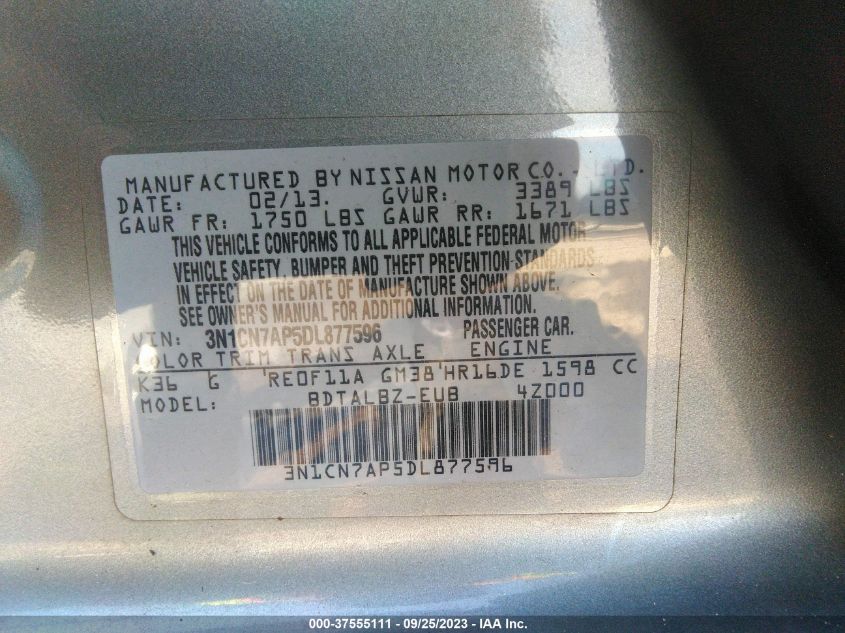 MANUFACTURED BY NISSAN MOTOR CO., LTD.
DATE: 02/13. GVWR: 3389 LBS
GAWR FR: 1750 LBS GAWR RR: 1671 LBS
THIS VEHICLE CONFORMS TO ALL APPLICABLE FEDERAL MOTOR
VEHICLE SAFETY, BUMPER AND THEFT PREVENTION STANDARDS
IN EFFECT ON THE DATE OF MANUFACTURE SHOWN ABOVE.
SEE OWNER'S MANUAL FOR ADDITIONAL INFORMATION.
VIN: 3N1CN7AP5DL877596 PASSENGER CAR.
COLOR TRIM TRANS AXLE ENGINE
K36 G 'RE0F11A GM38'HR16DE 1598 CC
MODEL: BDTALBZ-EUB 4Z000
3N1CN7AP5DL877596
000-37555111 - 09/25/2023 - IAA Inc.